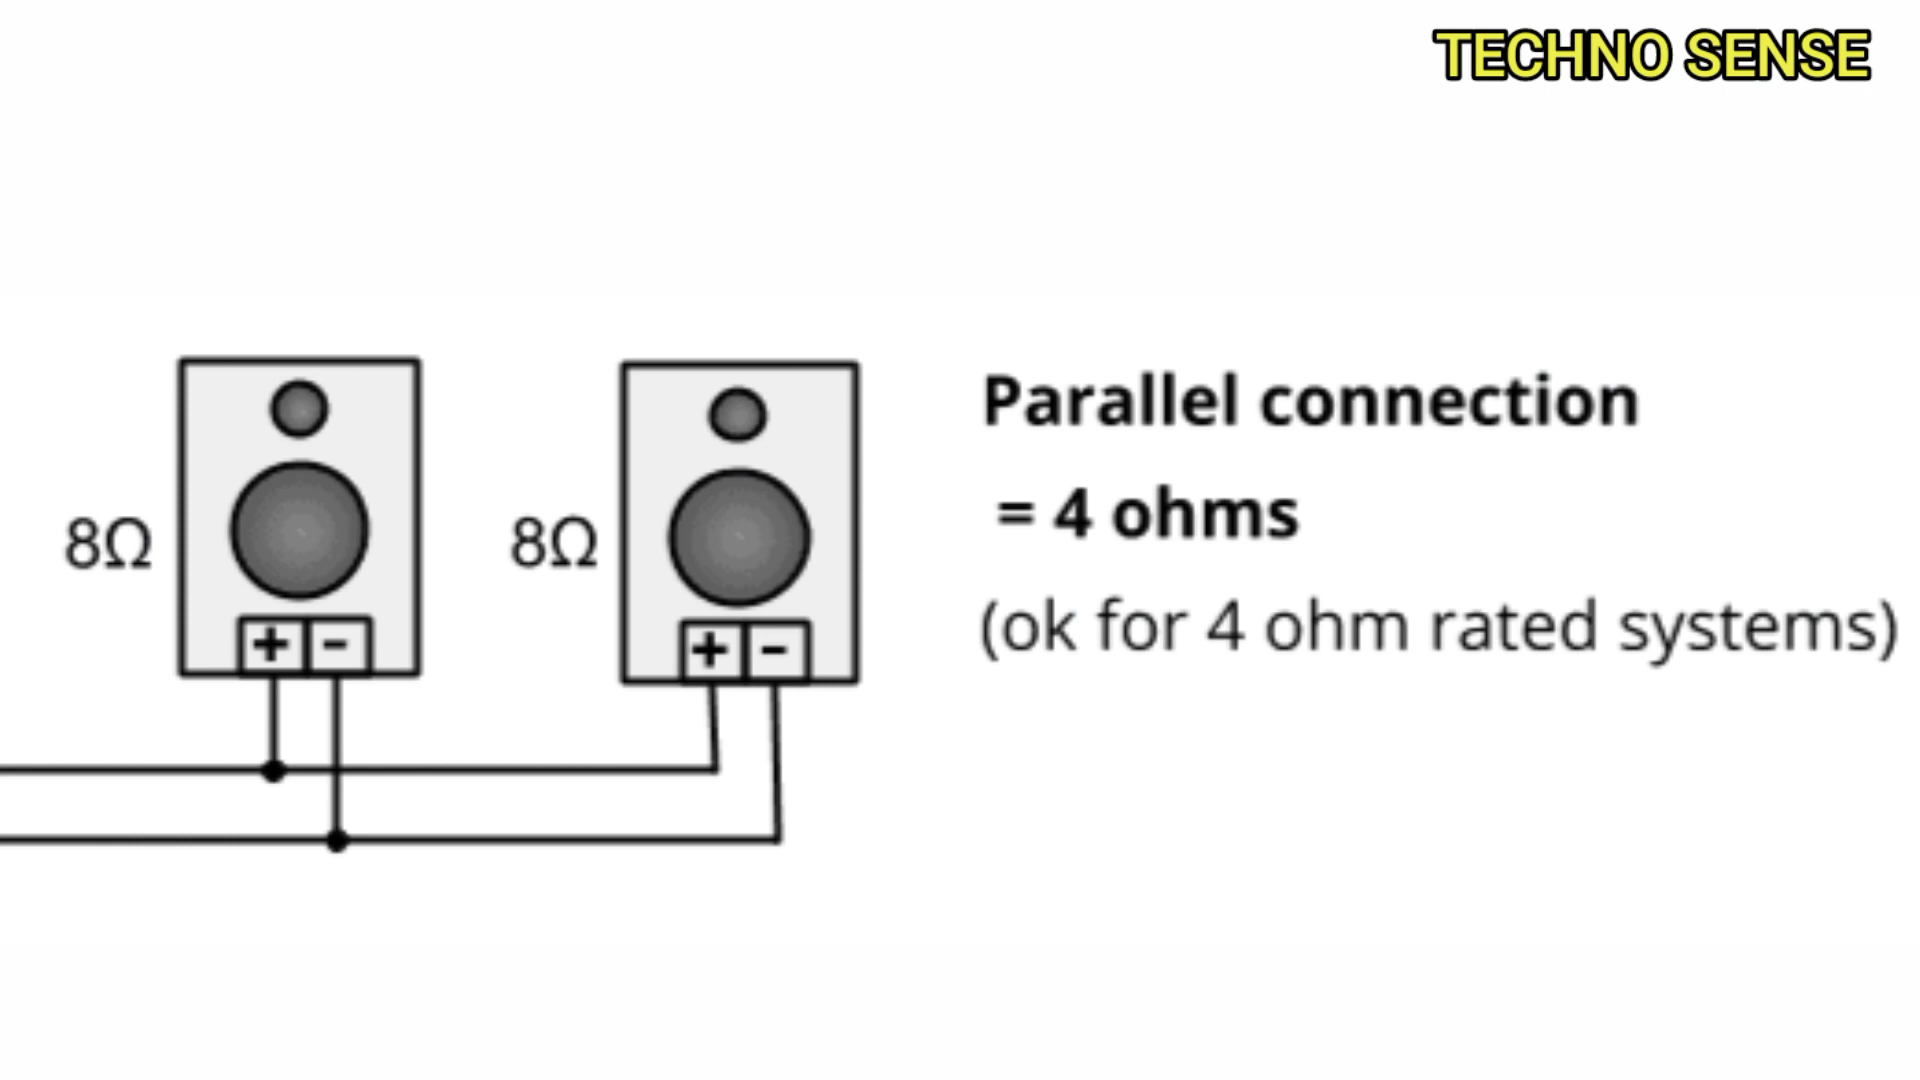 TECHNO SENSE
8Ω
+ -
8Ω
+ -
Parallel connection
= 4 ohms
(ok for 4 ohm rated systems)